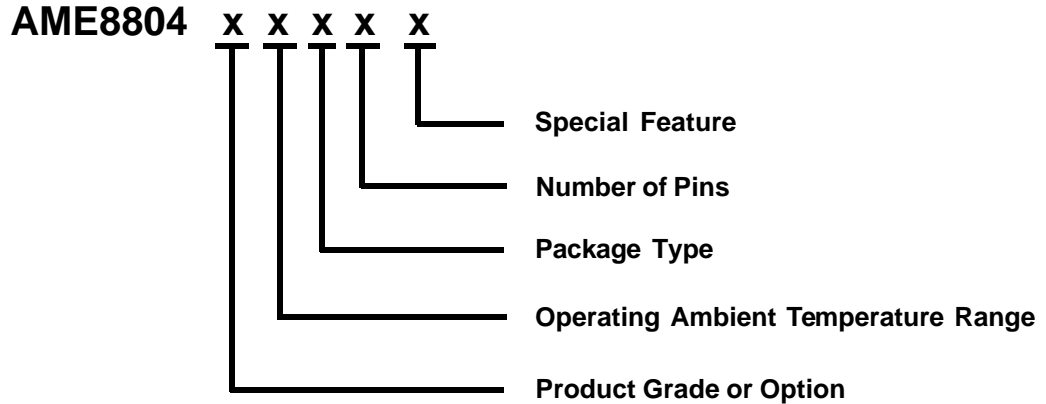 AME8804 x x x x x
Special Feature
Number of Pins
Package Type
Operating Ambient Temperature Range
Product Grade or Option